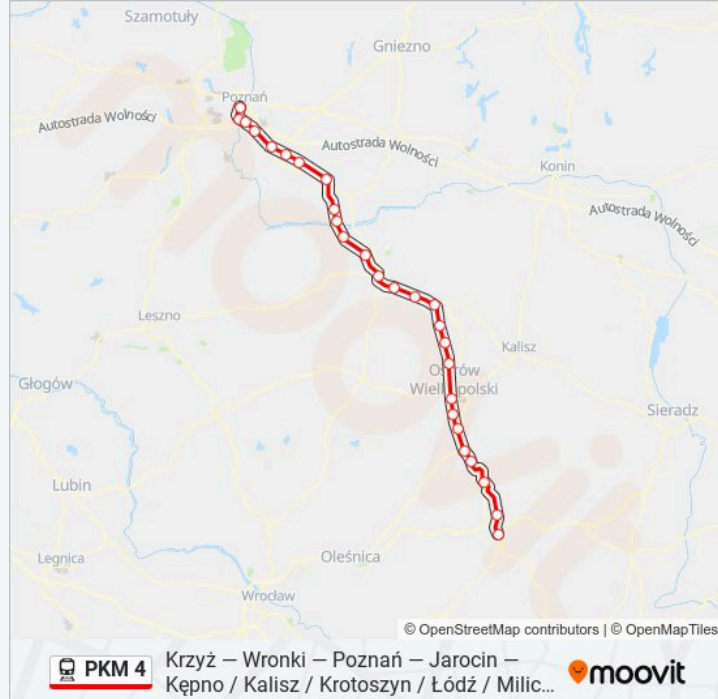 Szamotuły
Gniezno
Poznań
Autostrada Wolności
Autostrada Wolności
Konin
Autostrada Wolności
Leszno
Kalisz
Głogów
Ostrów
Wielkopolski
Sieradz
Lubin
Legnica
Oleśnica
Wrocław
© OpenStreetMap contributors | © OpenMapTiles
PKM 4
Krzyż — Wronki — Poznań — Jarocin —
Kępno / Kalisz / Krotoszyn / Łódź / Milic…
moovit